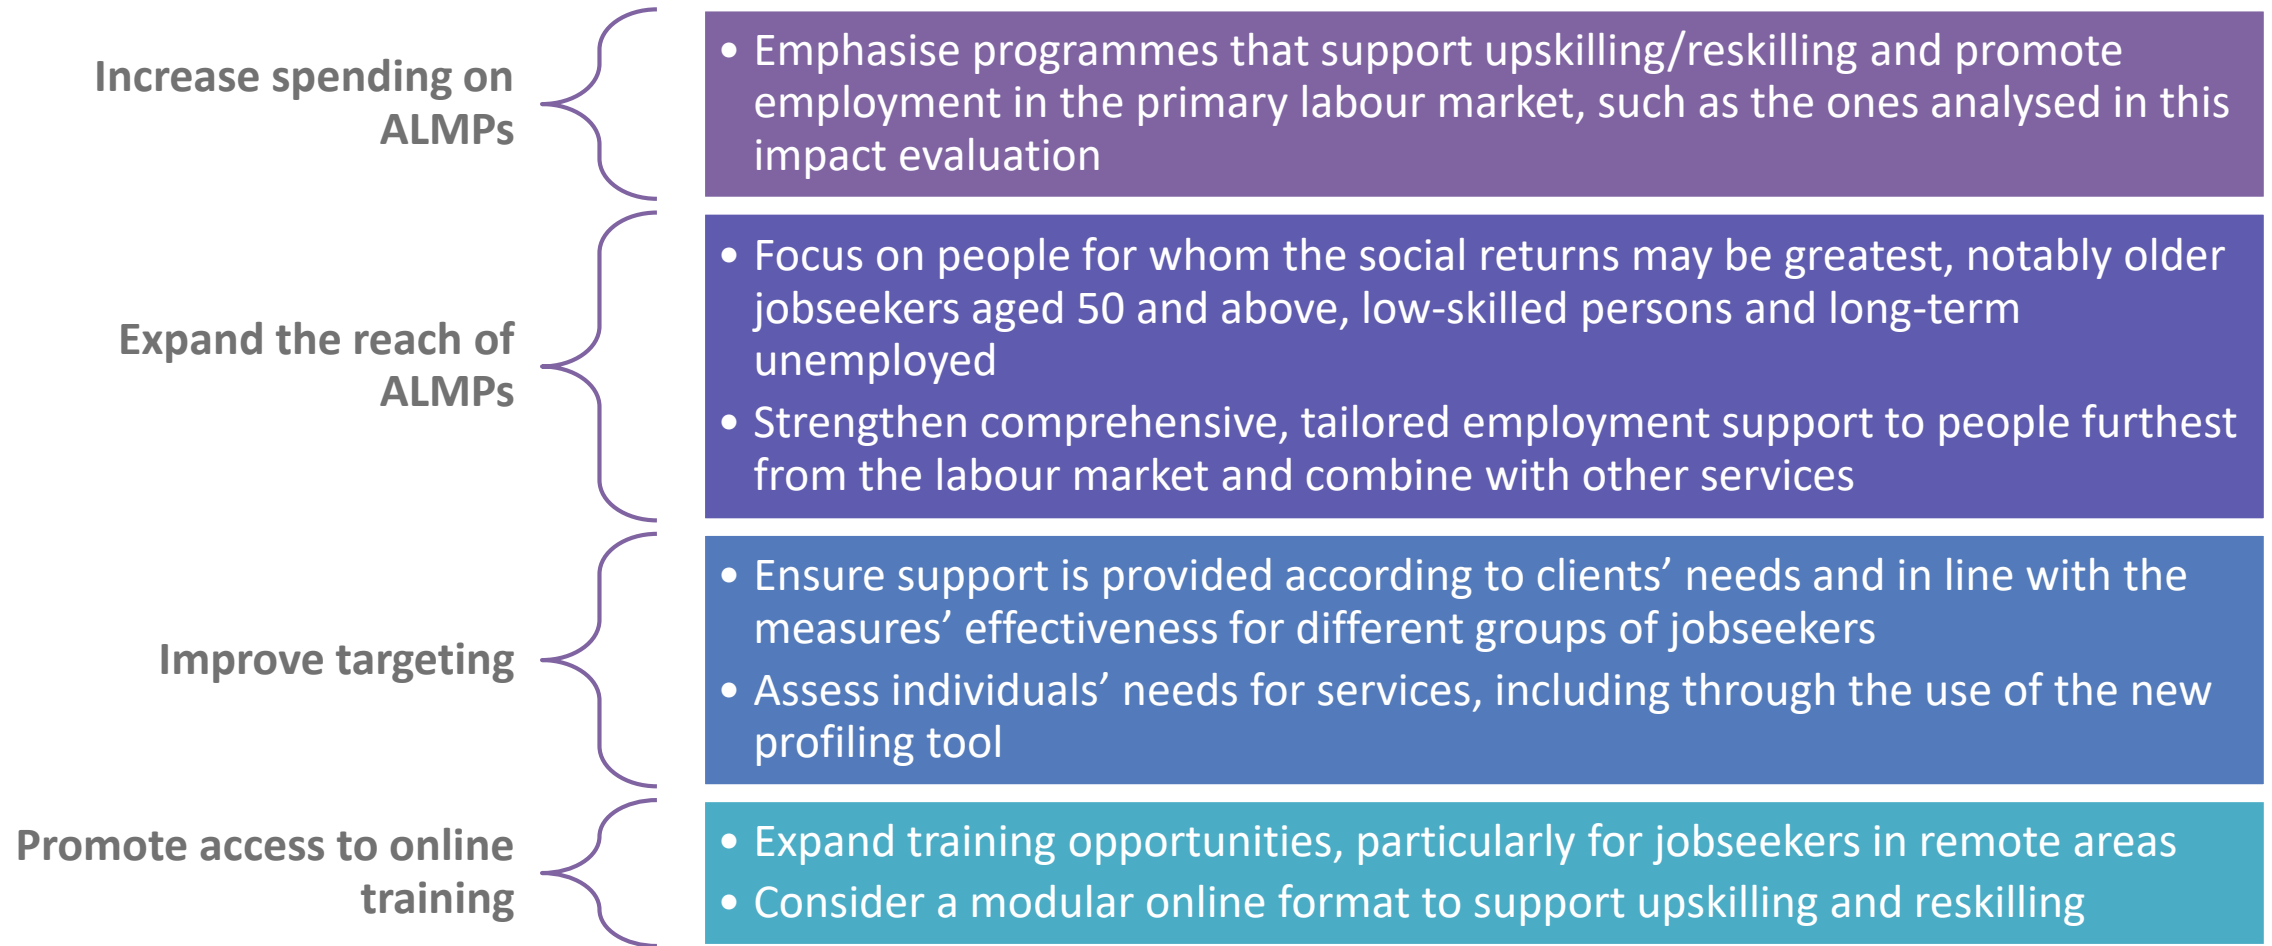 Increase spending on
ALMPs
• Emphasise programmes that support upskilling/reskilling and promote
employment in the primary labour market, such as the ones analysed in this
impact evaluation
Expand the reach of
ALMPs
• Focus on people for whom the social returns may be greatest, notably older
jobseekers aged 50 and above, low-skilled persons and long-term
unemployed
• Strengthen comprehensive, tailored employment support to people furthest
from the labour market and combine with other services
Improve targeting
• Ensure support is provided according to clients’ needs and in line with the
measures’ effectiveness for different groups of jobseekers
• Assess individuals’ needs for services, including through the use of the new
profiling tool
Promote access to online
training
• Expand training opportunities, particularly for jobseekers in remote areas
• Consider a modular online format to support upskilling and reskilling